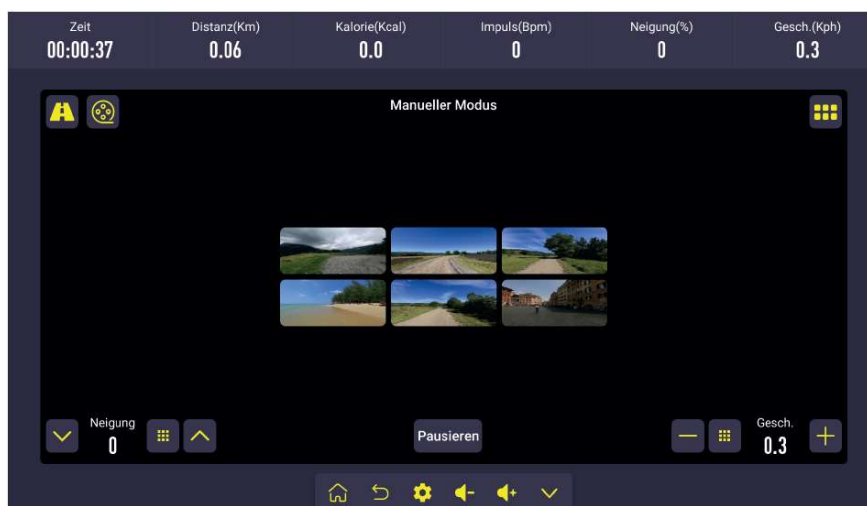 Zeit
00:00:37
Distanz(Km)
0.06
Kalorie(Kcal)
0.0
Impuls(Bpm)
0
Neigung(%)
0
Gesch.(Kph)
0.3
Manueller Modus
Neigung
0
Pausieren
Gesch.
0.3